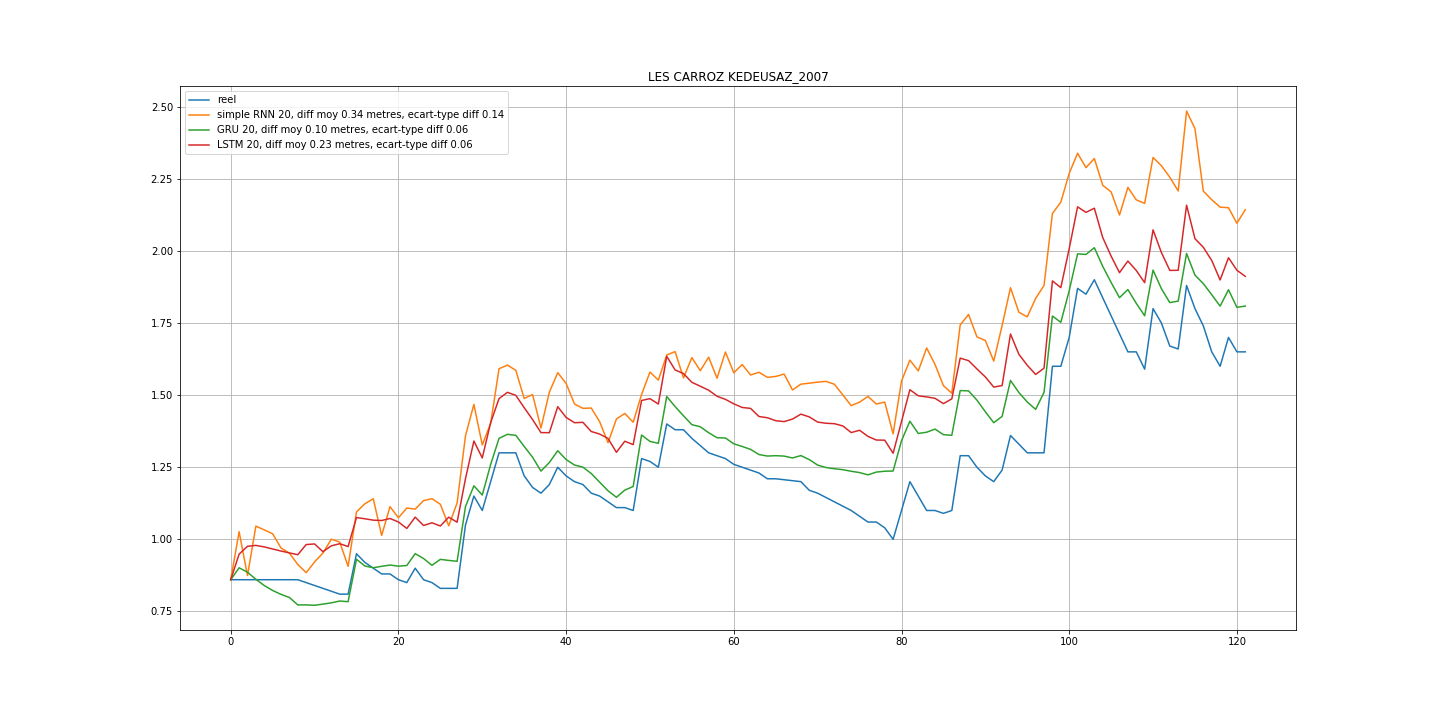 LES CARROZ KEDEUSAZ_2007
reel
simple RNN 20, diff moy 0.34 metres, ecart-type diff 0.14
GRU 20, diff moy 0.10 metres, ecart-type diff 0.06
LSTM 20, diff moy 0.23 metres, ecart-type diff 0.06
2.50
2.25
2.00
1.75
1.50
1.25
1.00
0.75
0 20 40 60 80 100 120